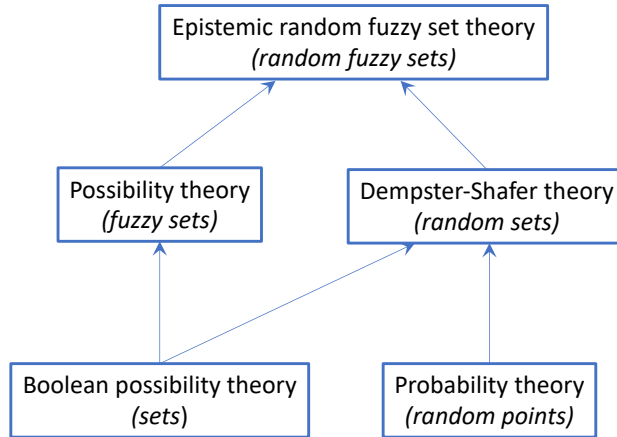 Epistemic random fuzzy set theory
(random fuzzy sets)
Possibility theory
(fuzzy sets)
Dempster-Shafer theory
(random sets)
Boolean possibility theory
(sets)
Probability theory
(random points)